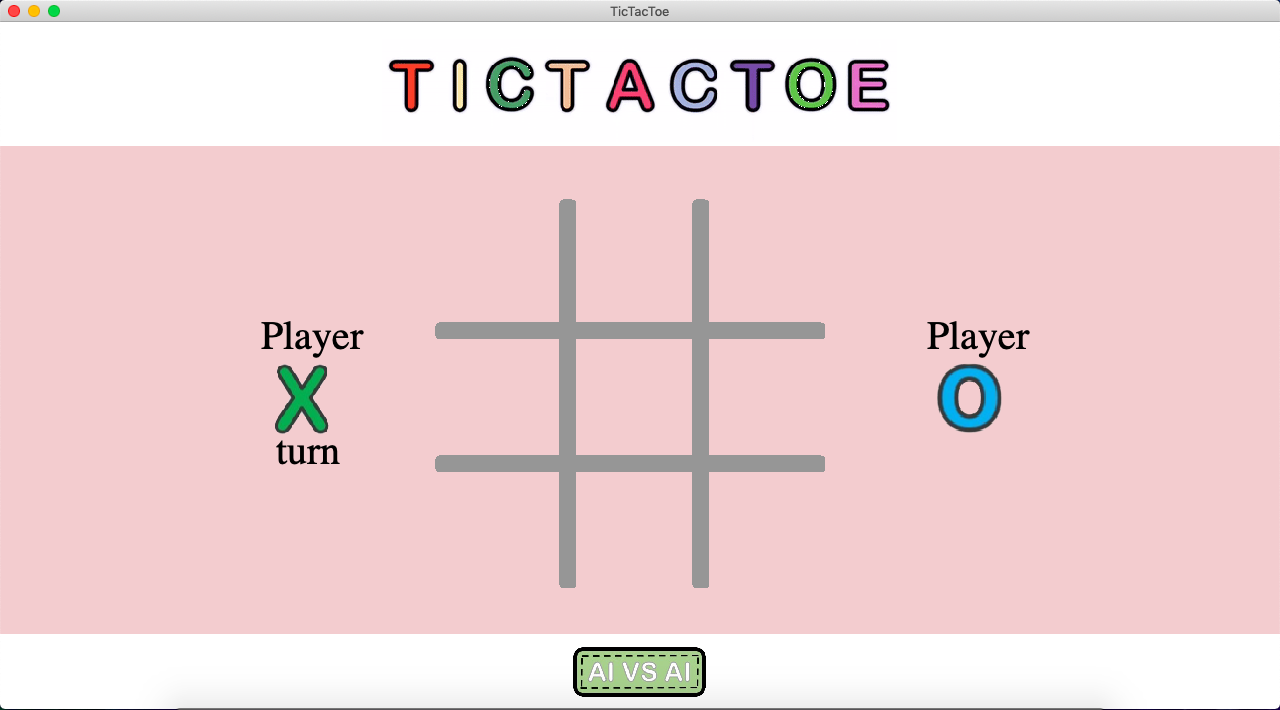 TicTacToe
TICTACTOE
Player
X
turn
Player
O
AI VS AI